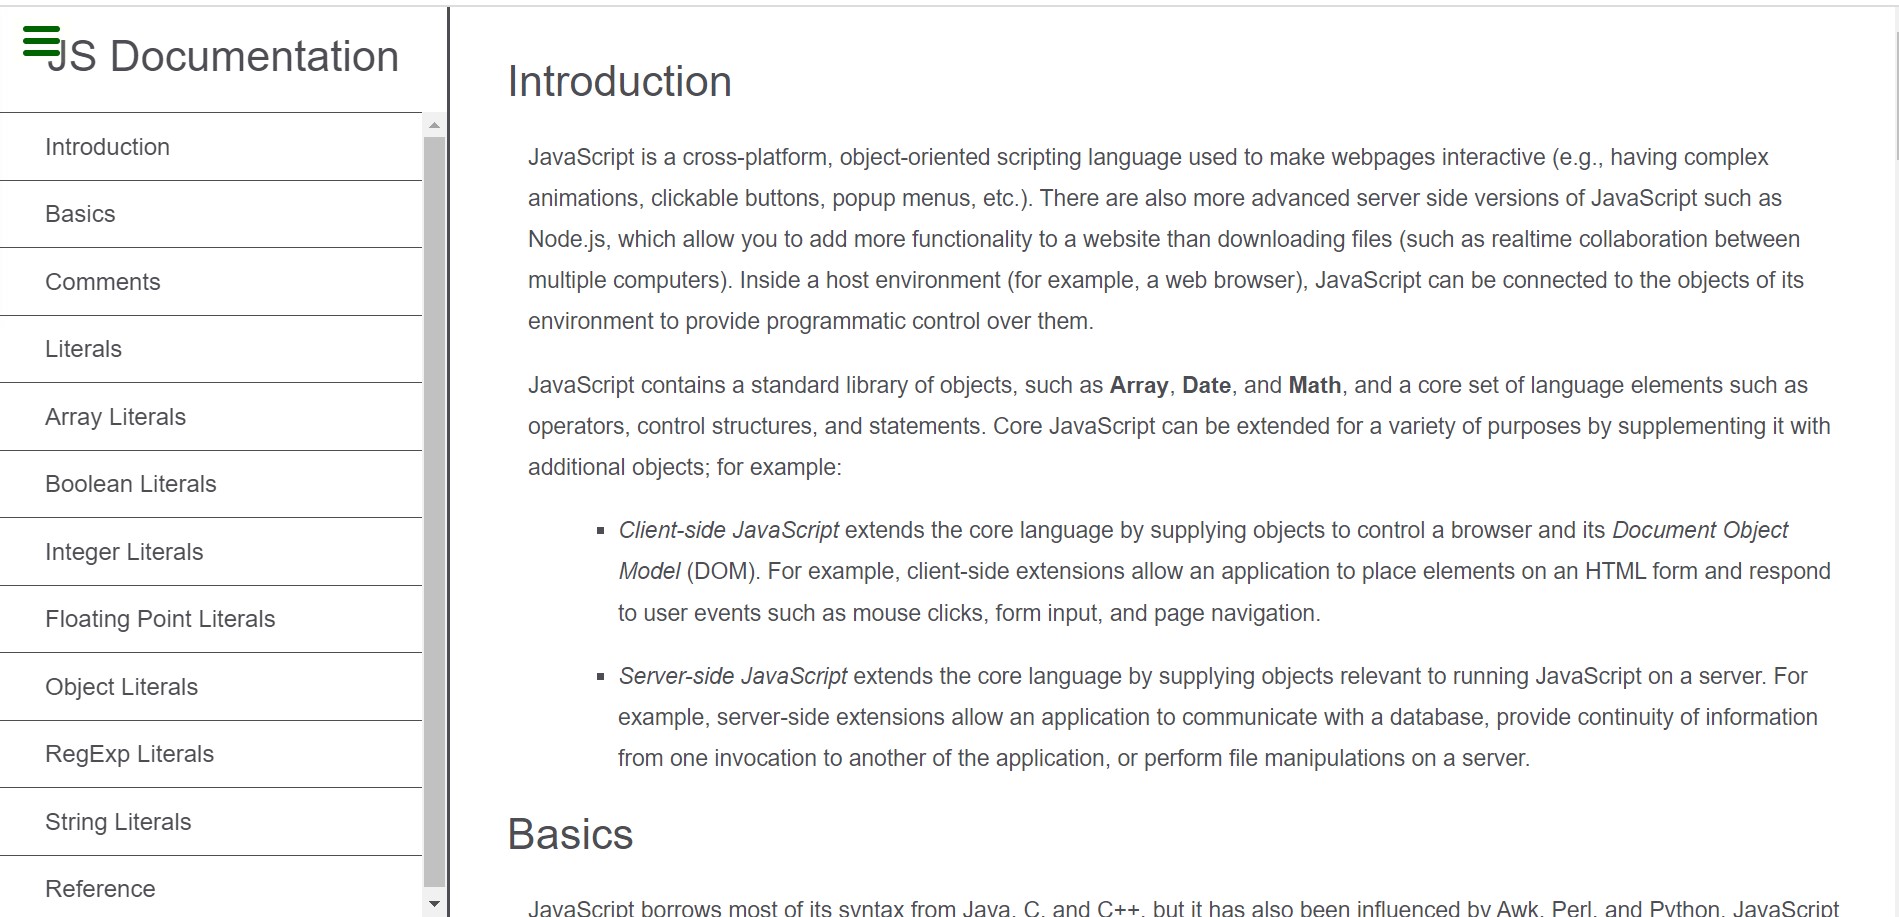 JS Documentation
Introduction
Basics
Comments
Literals
Array Literals
Boolean Literals
Integer Literals
Floating Point Literals
Object Literals
RegExp Literals
String Literals
Reference
Introduction
JavaScript is a cross-platform, object-oriented scripting language used to make webpages interactive (e.g., having complex
animations, clickable buttons, popup menus, etc.). There are also more advanced server side versions of JavaScript such as
Node.js, which allow you to add more functionality to a website than downloading files (such as realtime collaboration between
multiple computers). Inside a host environment (for example, a web browser), JavaScript can be connected to the objects of its
environment to provide programmatic control over them.
JavaScript contains a standard library of objects, such as Array, Date, and Math, and a core set of language elements such as
operators, control structures, and statements. Core JavaScript can be extended for a variety of purposes by supplementing it with
additional objects; for example:
Client-side JavaScript extends the core language by supplying objects to control a browser and its Document Object
Model (DOM). For example, client-side extensions allow an application to place elements on an HTML form and respond
to user events such as mouse clicks, form input, and page navigation.
Server-side JavaScript extends the core language by supplying objects relevant to running JavaScript on a server. For
example, server-side extensions allow an application to communicate with a database, provide continuity of information
from one invocation to another of the application, or perform file manipulations on a server.
Basics
JavaScript borrows most of its syntax from Java, C, and C++, but it has also been influenced by Awk, Perl, and Python. JavaScript